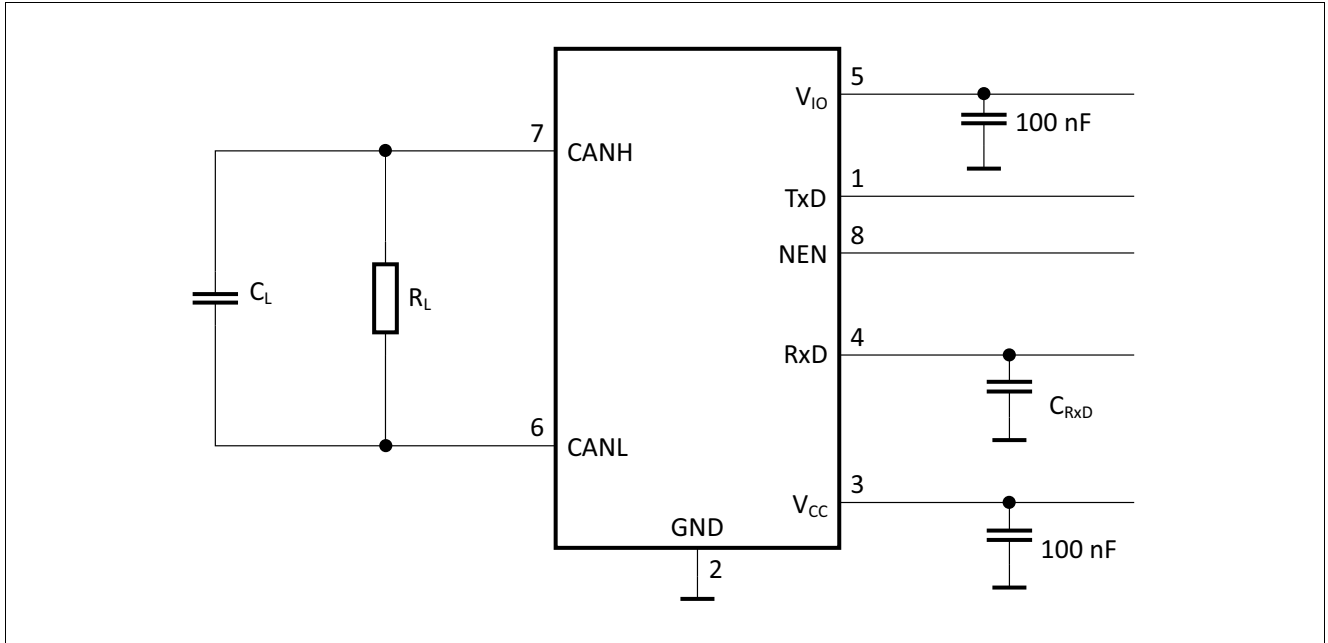 5
V_IO
100 nF
7
CANH
1
TxD
8
NEN
C_L
R_L
4
RxD
C_RxD
6
CANL
3
V_CC
GND
100 nF
2